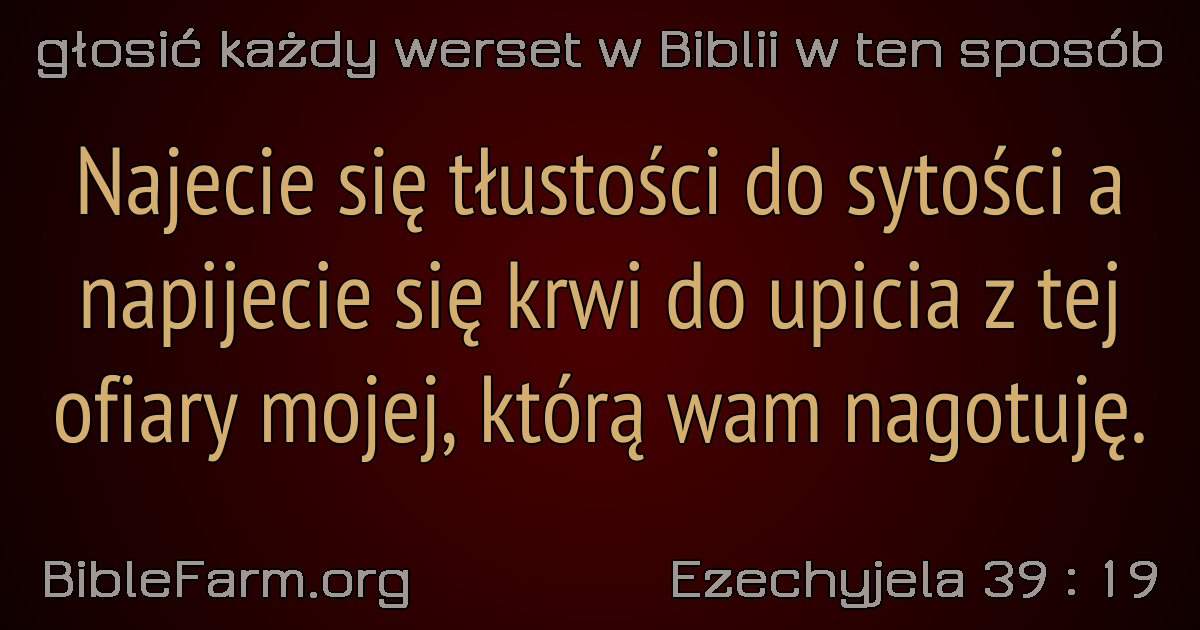 głosić każdy werset w Biblii w ten sposób
Najecie się tłustości do sytości a
napijecie się krwi do upicia z tej
ofiary mojej, którą wam nagotuję.
BibleFarm.org
Ezechyjela 39 : 19